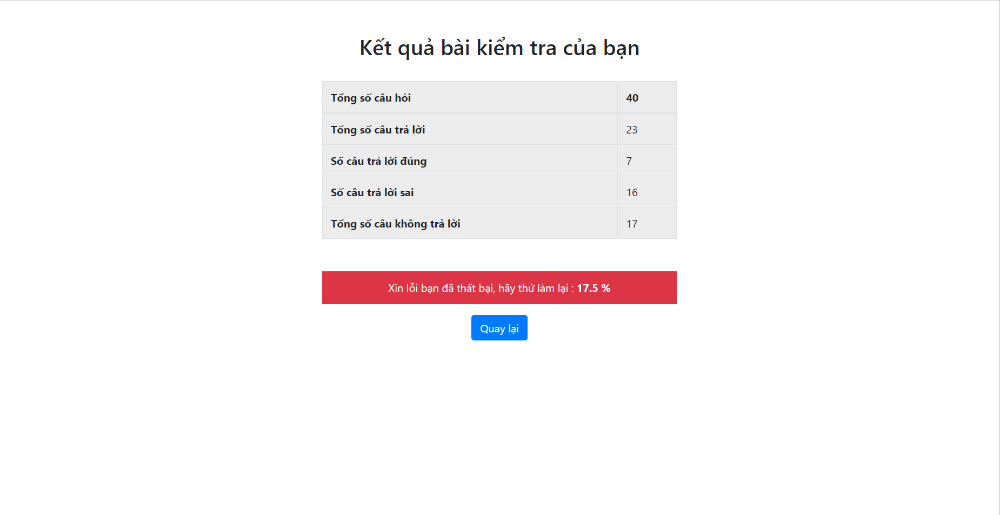 Kết quả bài kiểm tra của bạn
Tổng số câu hỏi 40
Tổng số câu trả lời 23
Số câu trả lời đúng 7
Số câu trả lời sai 16
Tổng số câu không trả lời 17
Xin lỗi bạn đã thất bại, hãy thử làm lại : 17.5 %
Quay lại